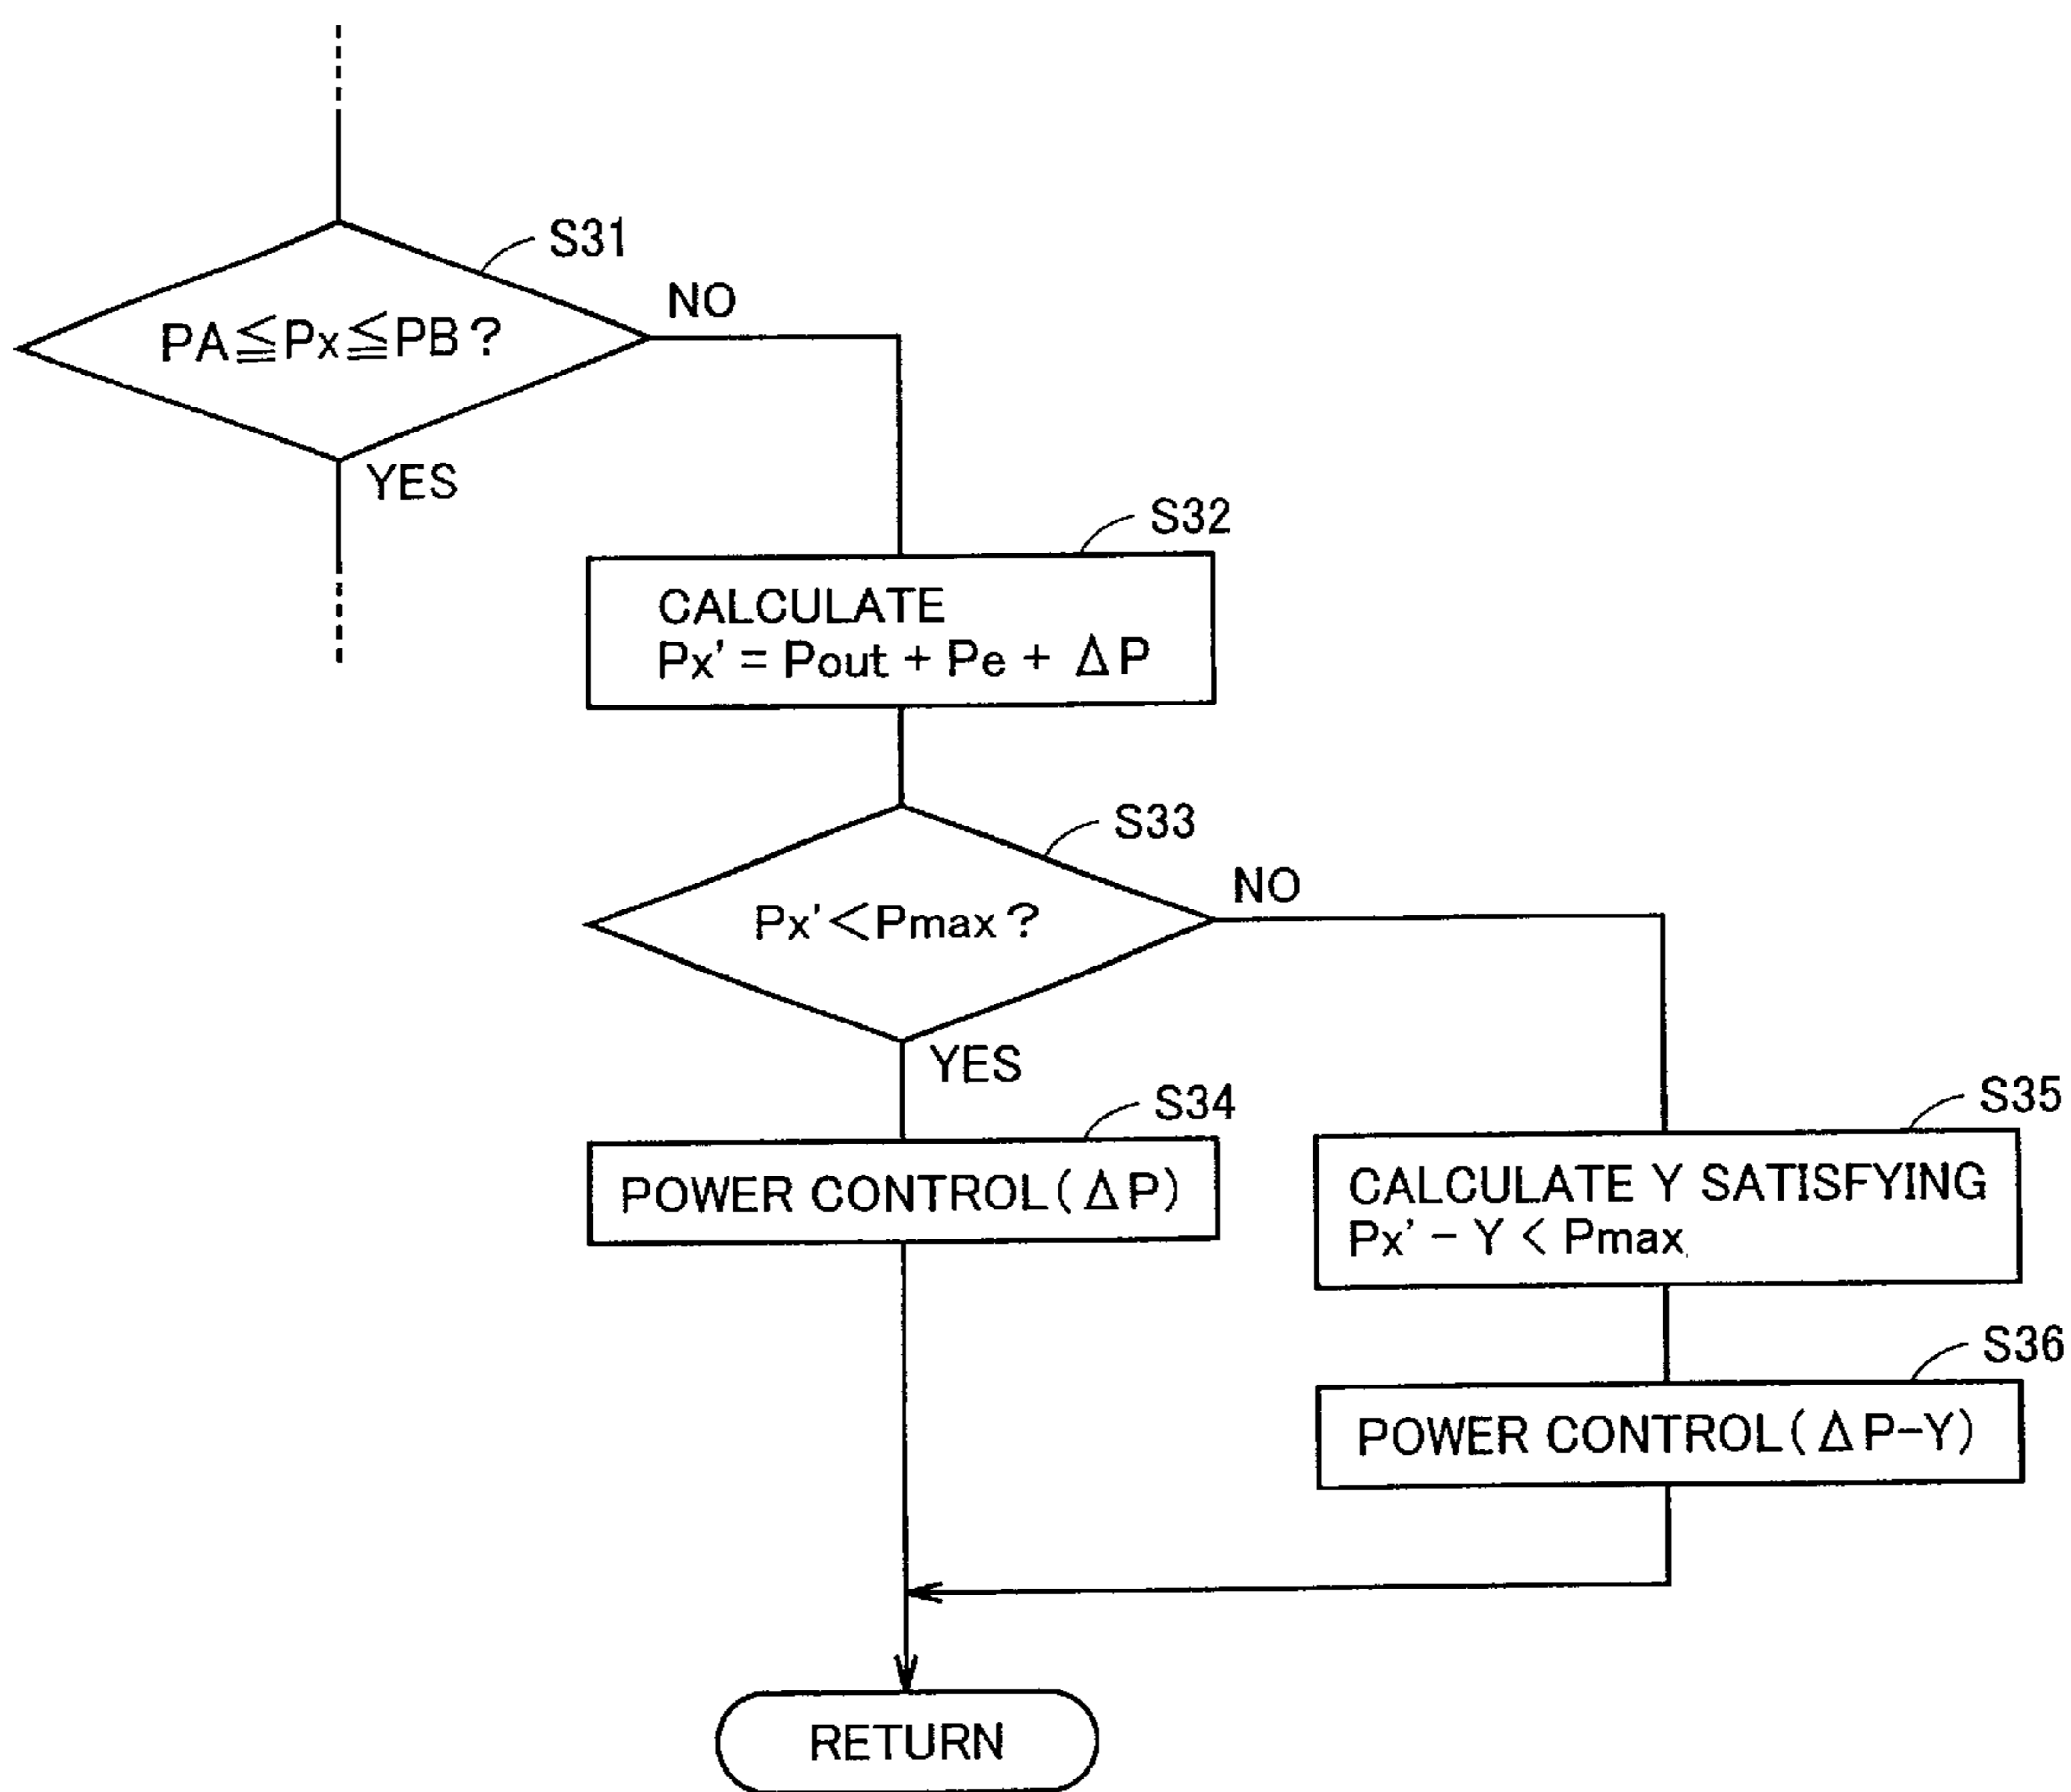 S31
PA≦Px≦PB?
NO
YES
S32
CALCULATE
Px' = Pout + Pe + ΔP
S33
Px'<Pmax?
NO
YES
S34
POWER CONTROL(ΔP)
S35
CALCULATE Y SATISFYING
Px' - Y < Pmax
S36
POWER CONTROL(ΔP-Y)
RETURN